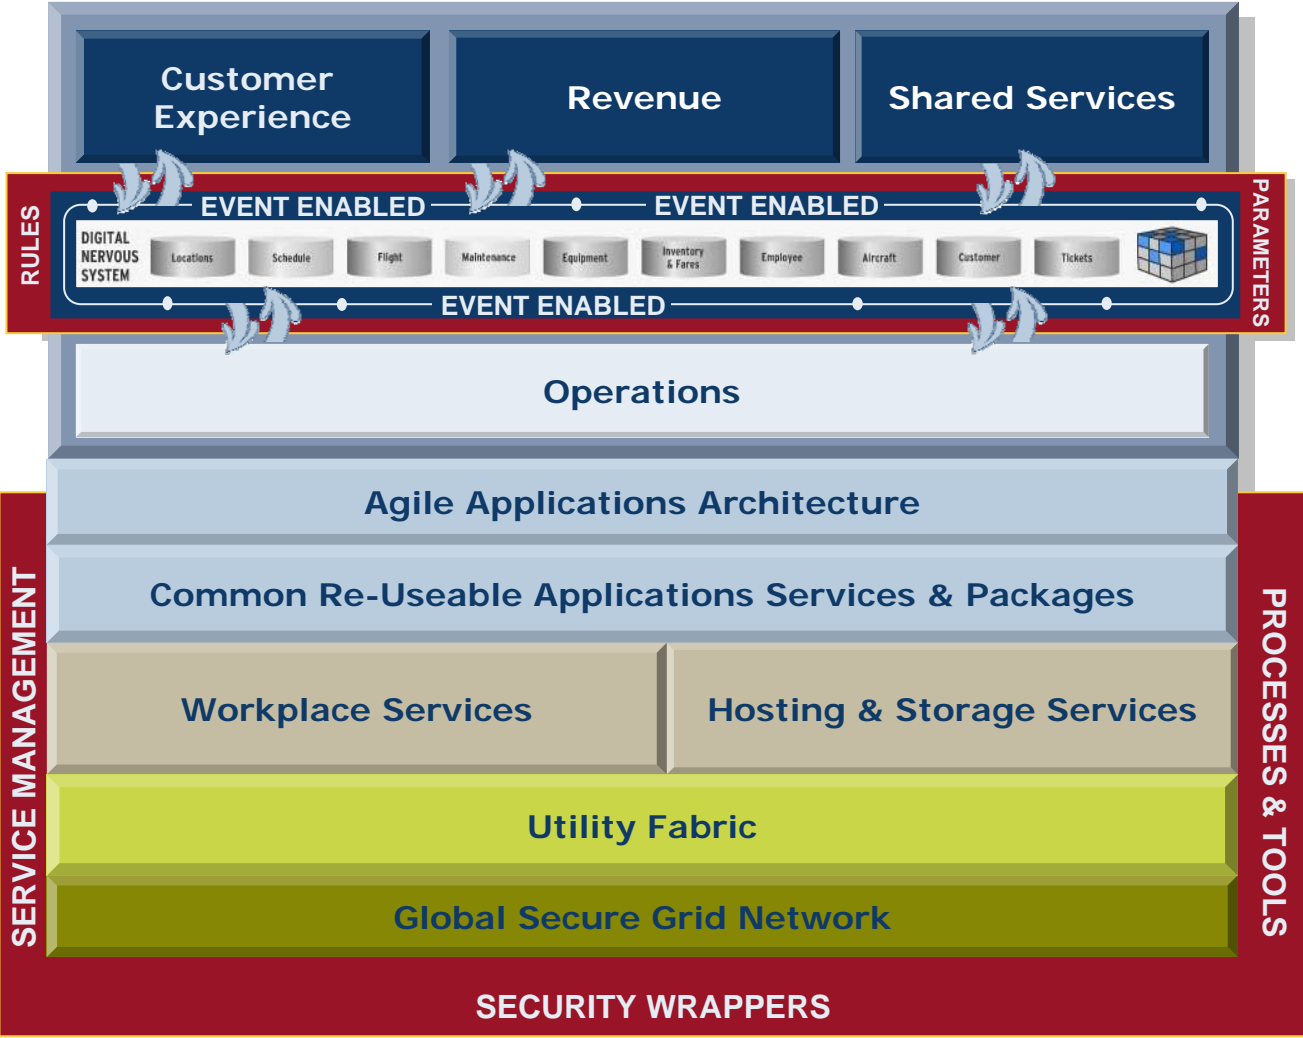 Customer
Experience
Revenue
Shared Services
RULES
PARAMETERS
EVENT ENABLED
EVENT ENABLED
DIGITAL
NERVOUS
SYSTEM
Locations
Schedule
Flight
Maintenance
Equipment
Inventory
& Fares
Employee
Aircraft
Customer
Tickets
EVENT ENABLED
Operations
Agile Applications Architecture
Common Re-Useable Applications Services & Packages
SERVICE MANAGEMENT
PROCESSES & TOOLS
Workplace Services
Hosting & Storage Services
Utility Fabric
Global Secure Grid Network
SECURITY WRAPPERS